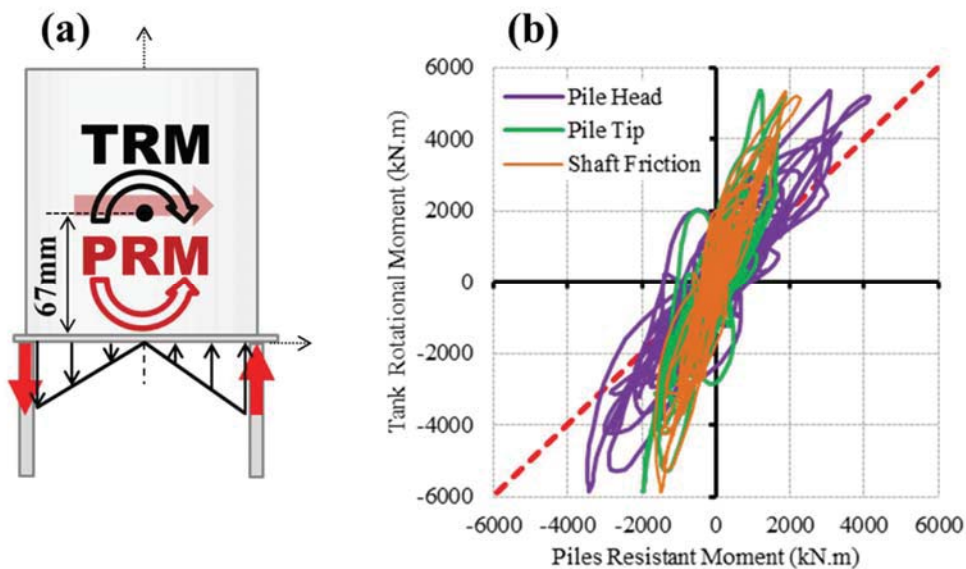 (a)
TRM
PRM
67mm
(b)
Tank Rotational Moment (kN.m)
6000
4000
2000
0
-2000
-4000
-6000
Pile Head
Pile Tip
Shaft Friction
-6000 -4000 -2000 0 2000 4000 6000
Piles Resistant Moment (kN.m)